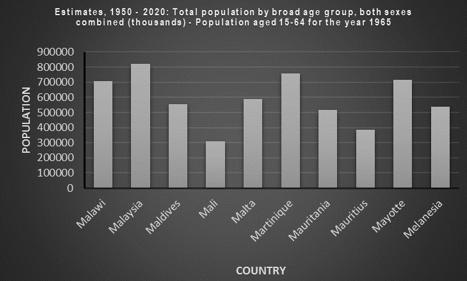 Estimates, 1950 - 2020: Total population by broad age group, both sexes
combined (thousands) - Population aged 15-64 for the year 1965
POPULATION
900000
800000
700000
600000
500000
400000
300000
200000
100000
0
Malawi
Malaysia
Maldives
Mali
Malta
Martinique
Mauritania
Mauritius
Mayotte
Melanesia
COUNTRY